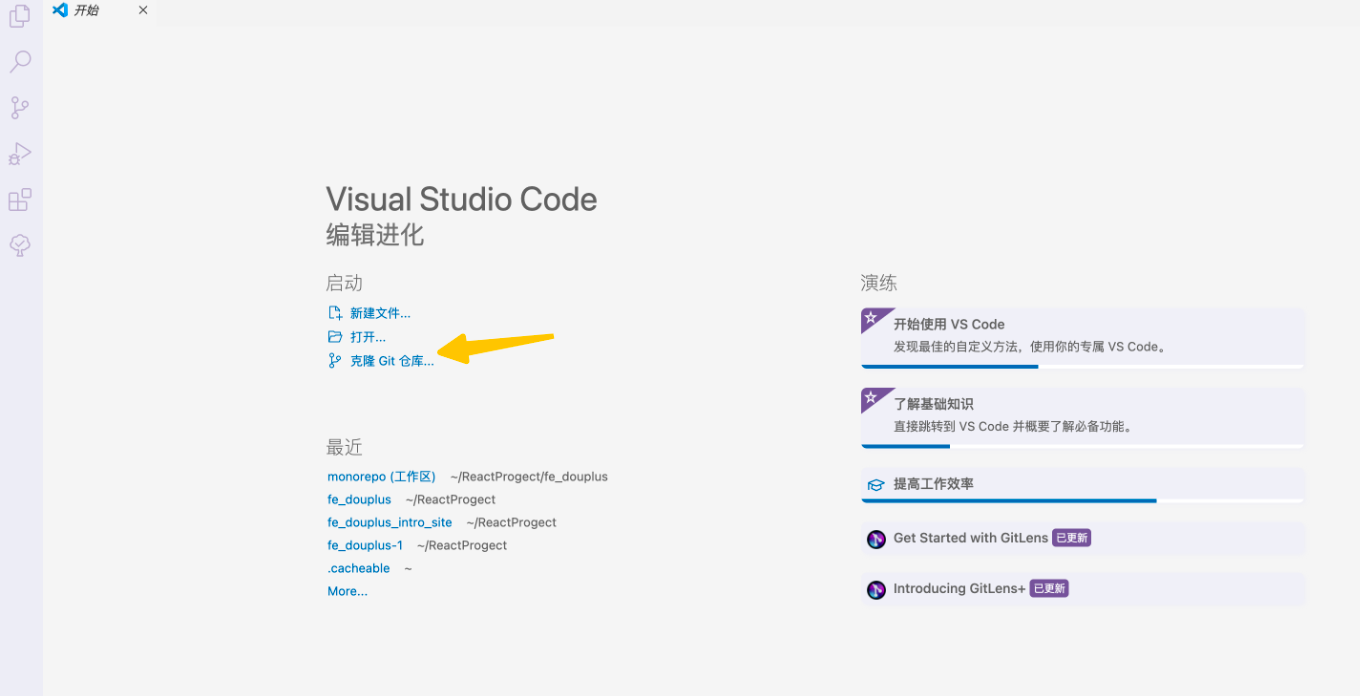 开始
Visual Studio Code
编辑进化
启动
新建文件...
打开...
克隆 Git 仓库...
最近
monorepo (工作区) ~/ReactProgect/fe_douplus
fe_douplus ~/ReactProgect
fe_douplus_intro_site ~/ReactProgect
fe_douplus-1 ~/ReactProgect
.cacheable ~
More...
演练
开始使用 VS Code
发现最佳的自定义方法，使用你的专属 VS Code。
了解基础知识
直接跳转到 VS Code 并概要了解必备功能。
提高工作效率
Get Started with GitLens 已更新
Introducing GitLens+ 已更新